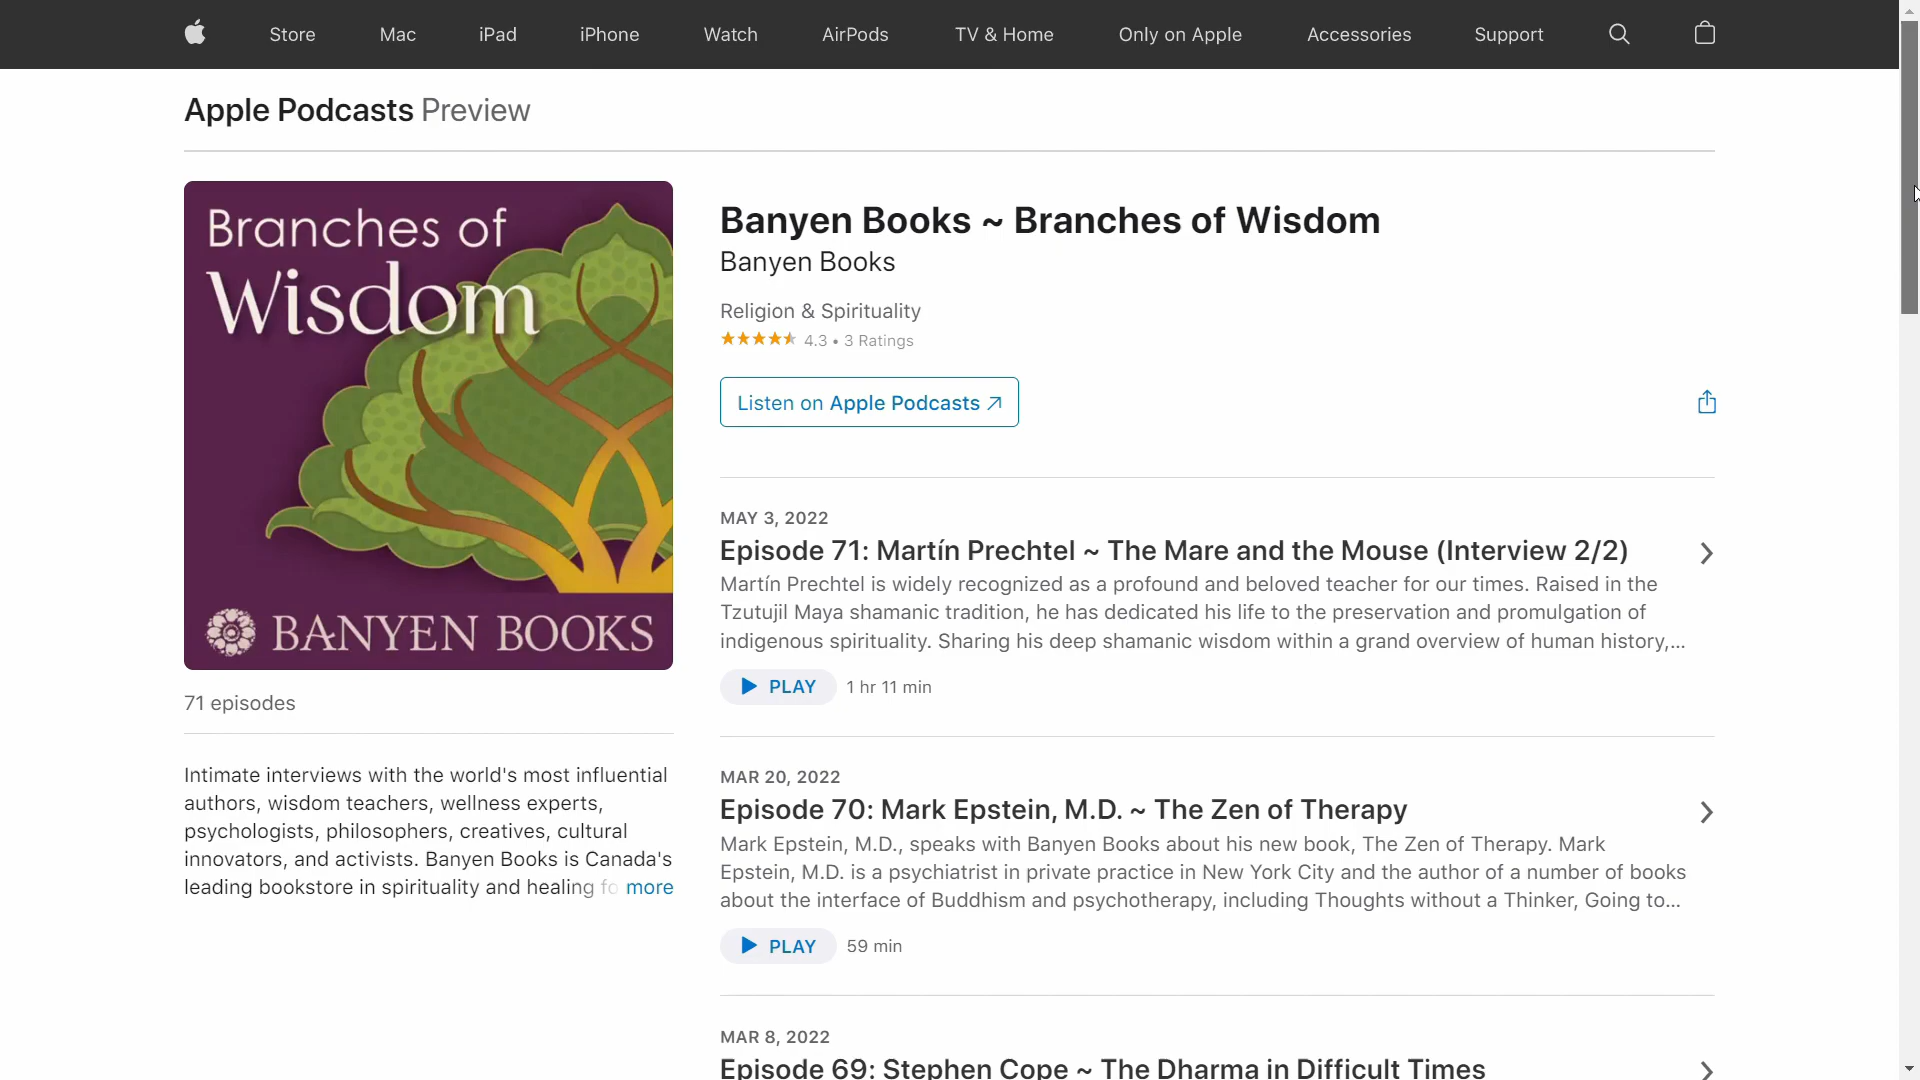 Store Mac iPad iPhone Watch AirPods TV & Home Only on Apple Accessories Support
Apple Podcasts Preview
Branches of
Wisdom
BANYEN BOOKS
71 episodes
Intimate interviews with the world's most influential
authors, wisdom teachers, wellness experts,
psychologists, philosophers, creatives, cultural
innovators, and activists. Banyen Books is Canada's
leading bookstore in spirituality and healing fo more
Banyen Books ~ Branches of Wisdom
Banyen Books
Religion & Spirituality
4.3 • 3 Ratings
Listen on Apple Podcasts ↗
MAY 3, 2022
Episode 71: Martín Prechtel ~ The Mare and the Mouse (Interview 2/2)
Martín Prechtel is widely recognized as a profound and beloved teacher for our times. Raised in the
Tzutujil Maya shamanic tradition, he has dedicated his life to the preservation and promulgation of
indigenous spirituality. Sharing his deep shamanic wisdom within a grand overview of human history,...
PLAY 1 hr 11 min
MAR 20, 2022
Episode 70: Mark Epstein, M.D. ~ The Zen of Therapy
Mark Epstein, M.D., speaks with Banyen Books about his new book, The Zen of Therapy. Mark
Epstein, M.D. is a psychiatrist in private practice in New York City and the author of a number of books
about the interface of Buddhism and psychotherapy, including Thoughts without a Thinker, Going to...
PLAY 59 min
MAR 8, 2022
Episode 69: Stephen Cope ~ The Dharma in Difficult Times